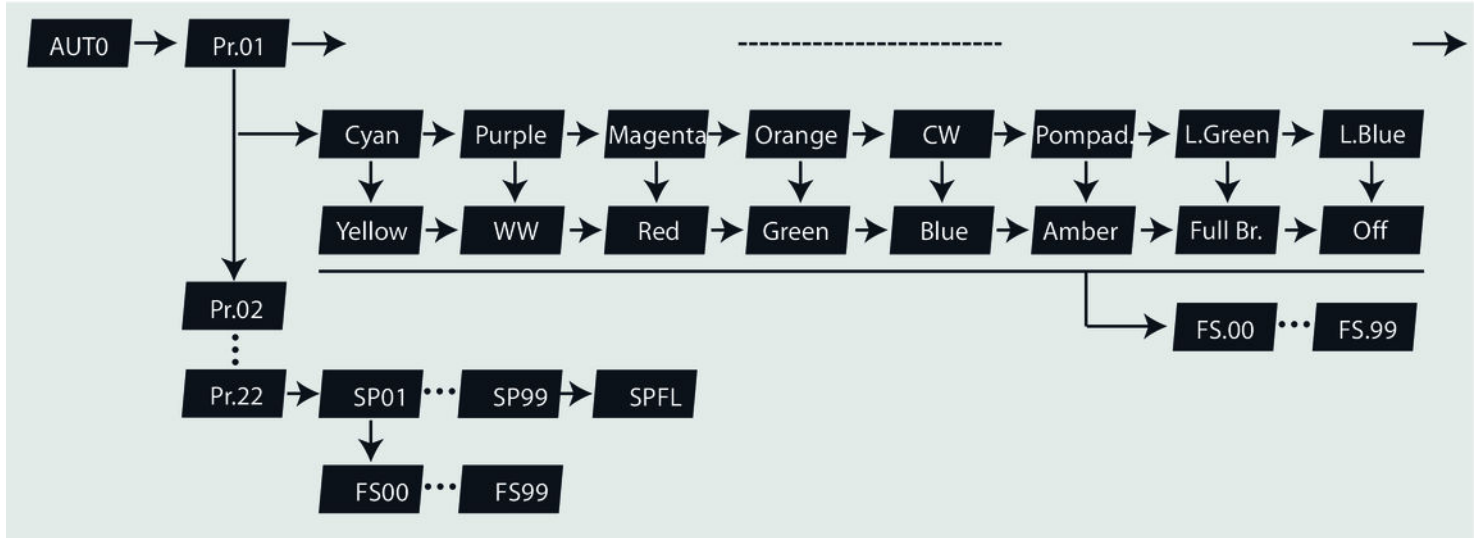 AUT0 Pr.01
Cyan Purple Magenta Orange CW Pompad. L.Green L.Blue
Yellow WW Red Green Blue Amber Full Br. Off
Pr.02
FS.00 FS.99
Pr.22 SP01 SP99 SPFL
FS00 FS99